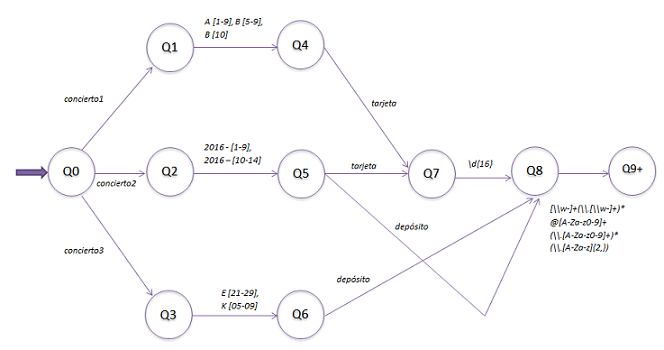 A [1-9], B [5-9],
B [10]
Q1
Q4
concierto1
tarjeta
2016 - [1-9],
2016 – [10-14]
Q0
concierto2
Q2
Q5
tarjeta
Q7
\d{16}
Q8
Q9+
[\\w-]+(\\.[\\w-]+)*
@[A-Za-z0-9]+
(\\.[A-Za-z0-9]+)*
(\\.[A-Za-z]{2,})
depósito
concierto3
depósito
E [21-29],
K [05-09]
Q3
Q6